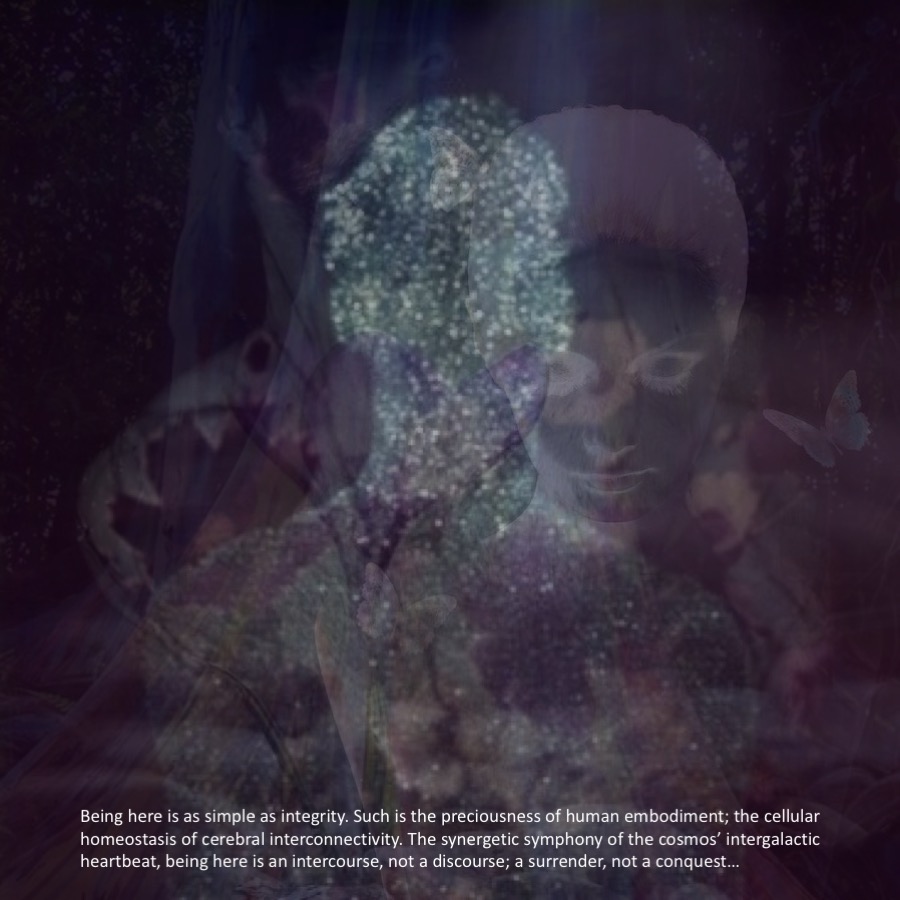 Being here is as simple as integrity. Such is the preciousness of human embodiment; the cellular
homeostasis of cerebral interconnectivity. The synergetic symphony of the cosmos’ intergalactic
heartbeat, being here is an intercourse, not a discourse; a surrender, not a conquest…